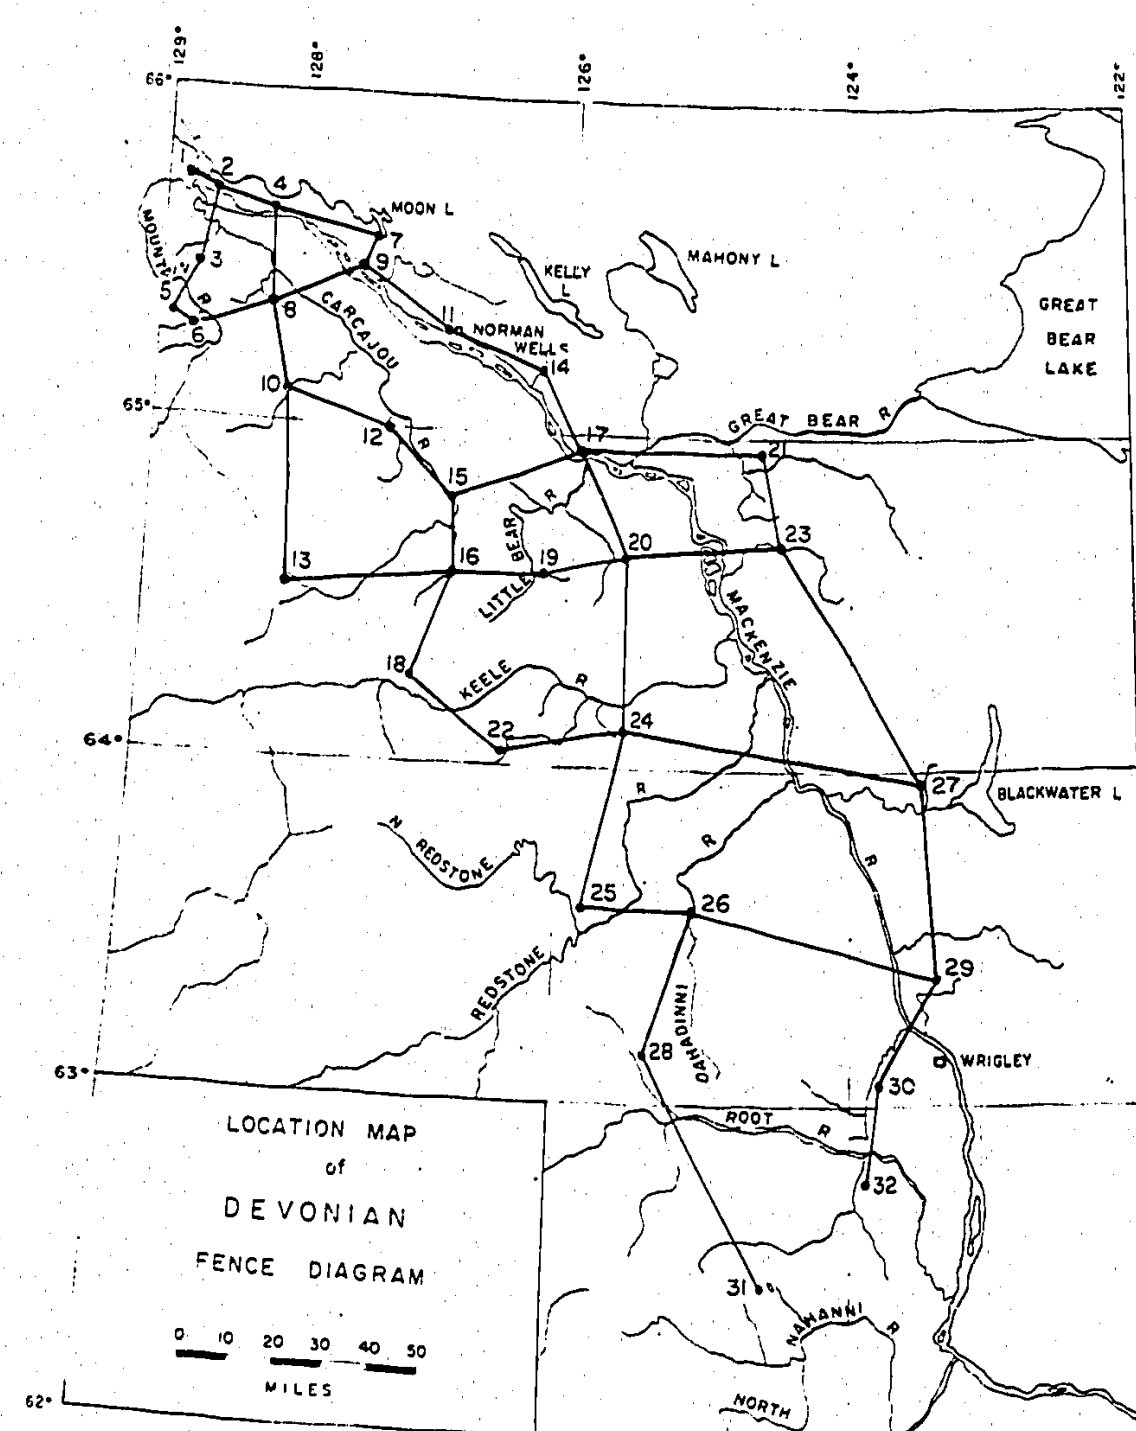 129°
128°
126°
124°
122°
66°
1
2
4
MOON L
7
MOUNTAIN
3
9
KELLY
L
MAHONY L
5
R
8
CARCAJOU
11
NORMAN
WELLS
GREAT
BEAR
LAKE
6
14
10
65°
12
R
GREAT BEAR R
17
2
15
R
LITTLE BEAR
13
16
19
20
23
MACKENZIE
18
KEELE
R
22
24
64°
27
BLACKWATER L
R
R
R
N REDSTONE
25
26
REDSTONE
29
DAHADINNI
28
WRIGLEY
63°
30
ROOT
R
32
31
NAHANNI
R
NORTH
LOCATION MAP
of
DEVONIAN
FENCE DIAGRAM
0 10 20 30 40 50
MILES
62°